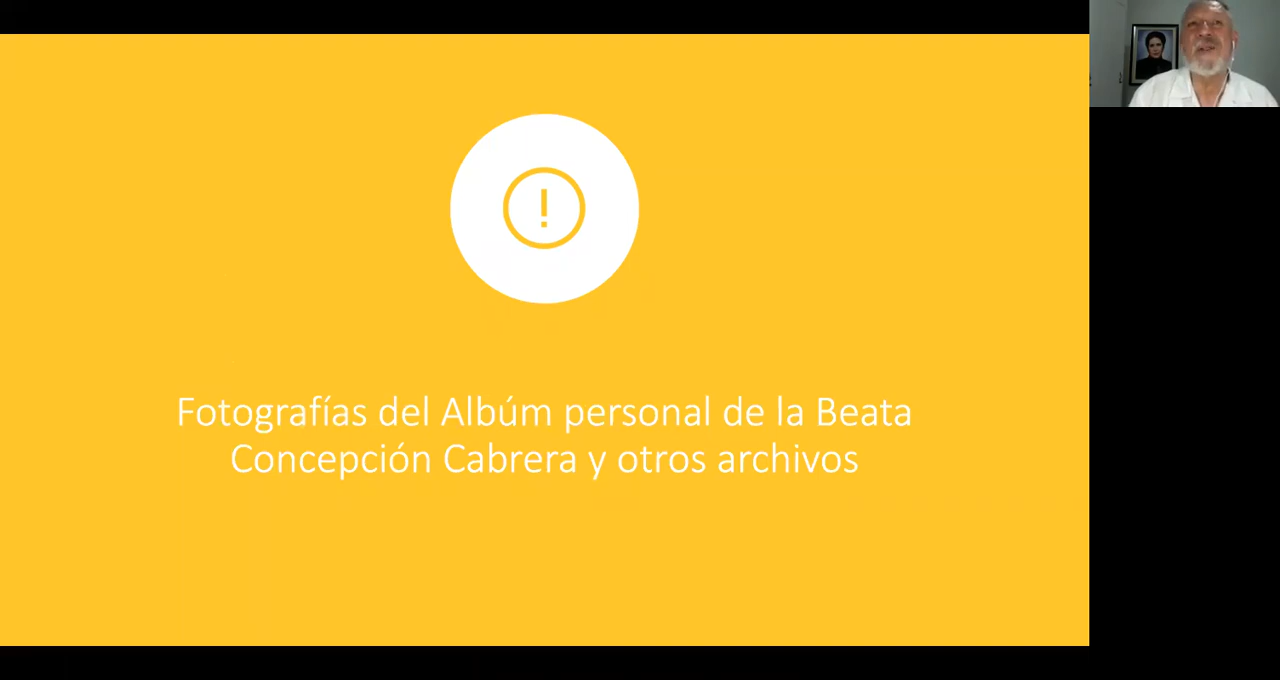 !
Fotografías del Albúm personal de la Beata
Concepción Cabrera y otros archivos